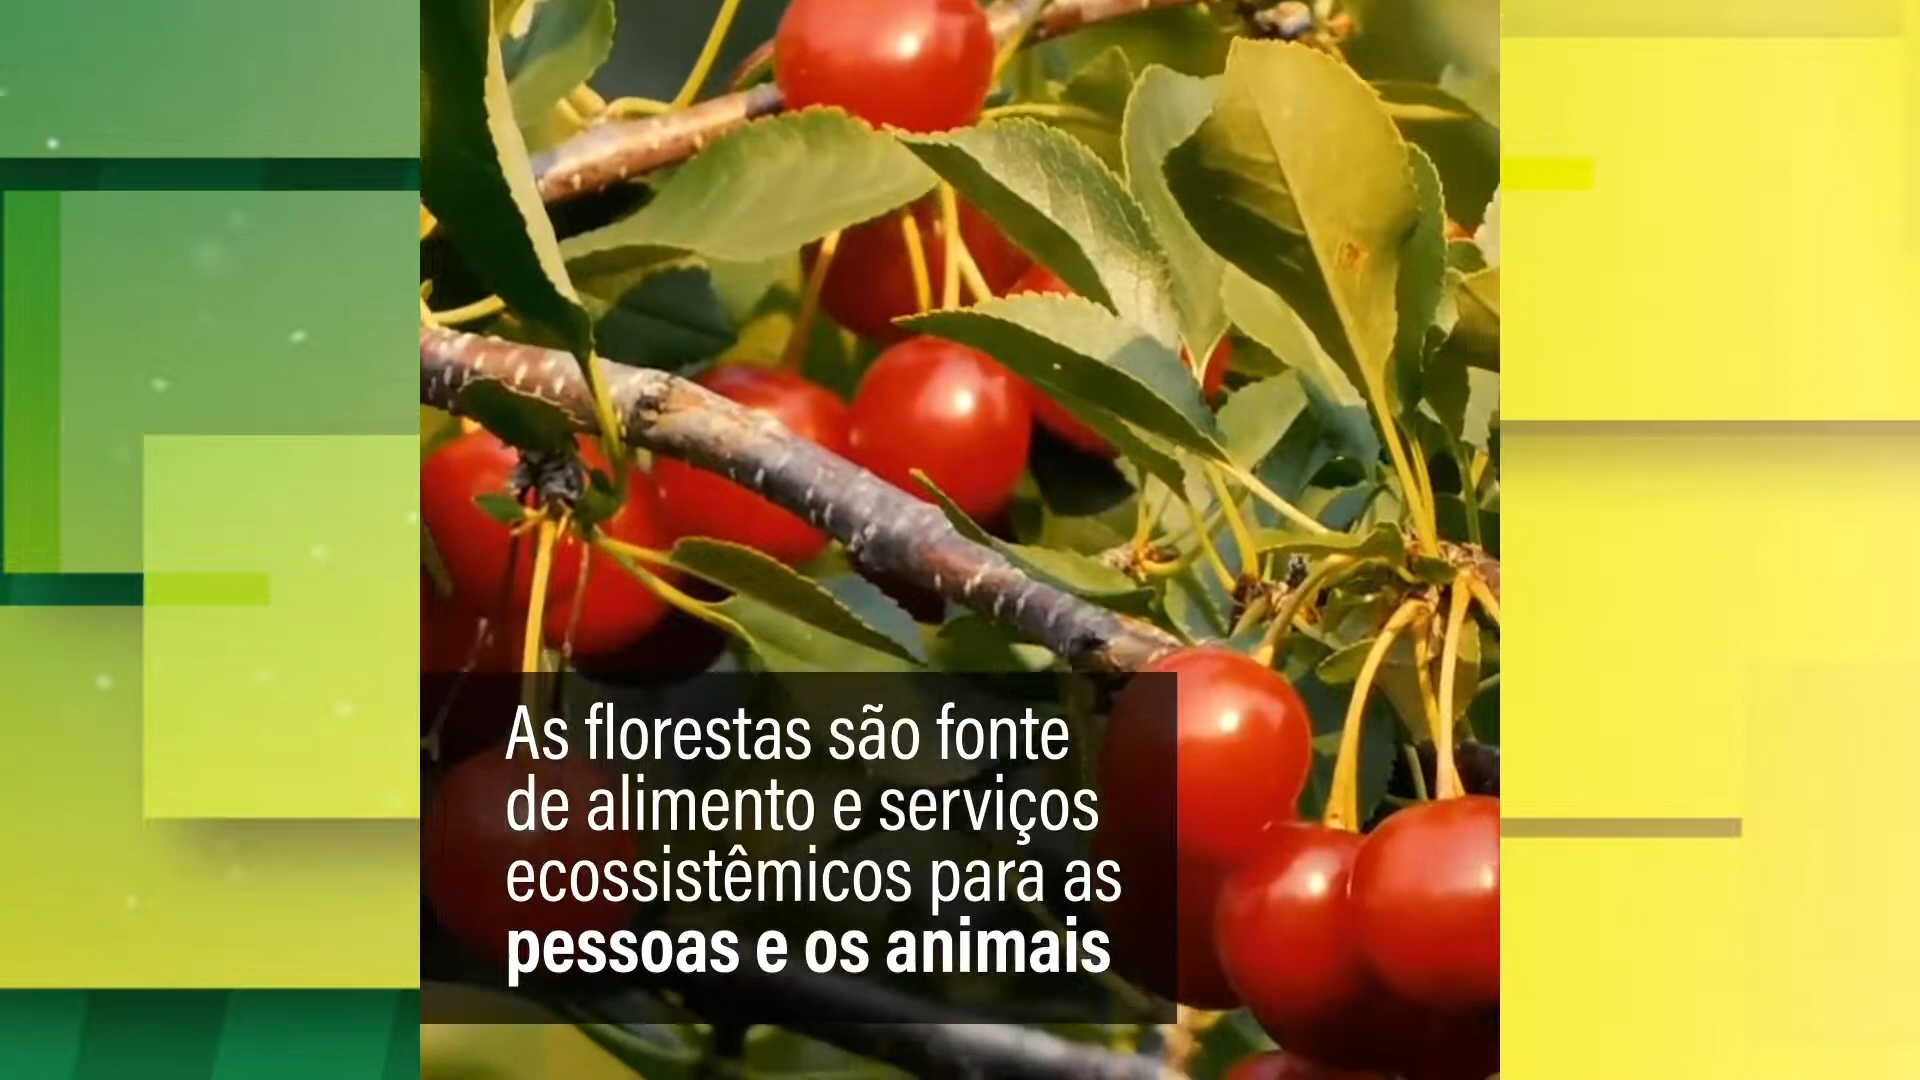 As florestas são fonte
de alimento e serviços
ecossistêmicos para as
pessoas e os animais